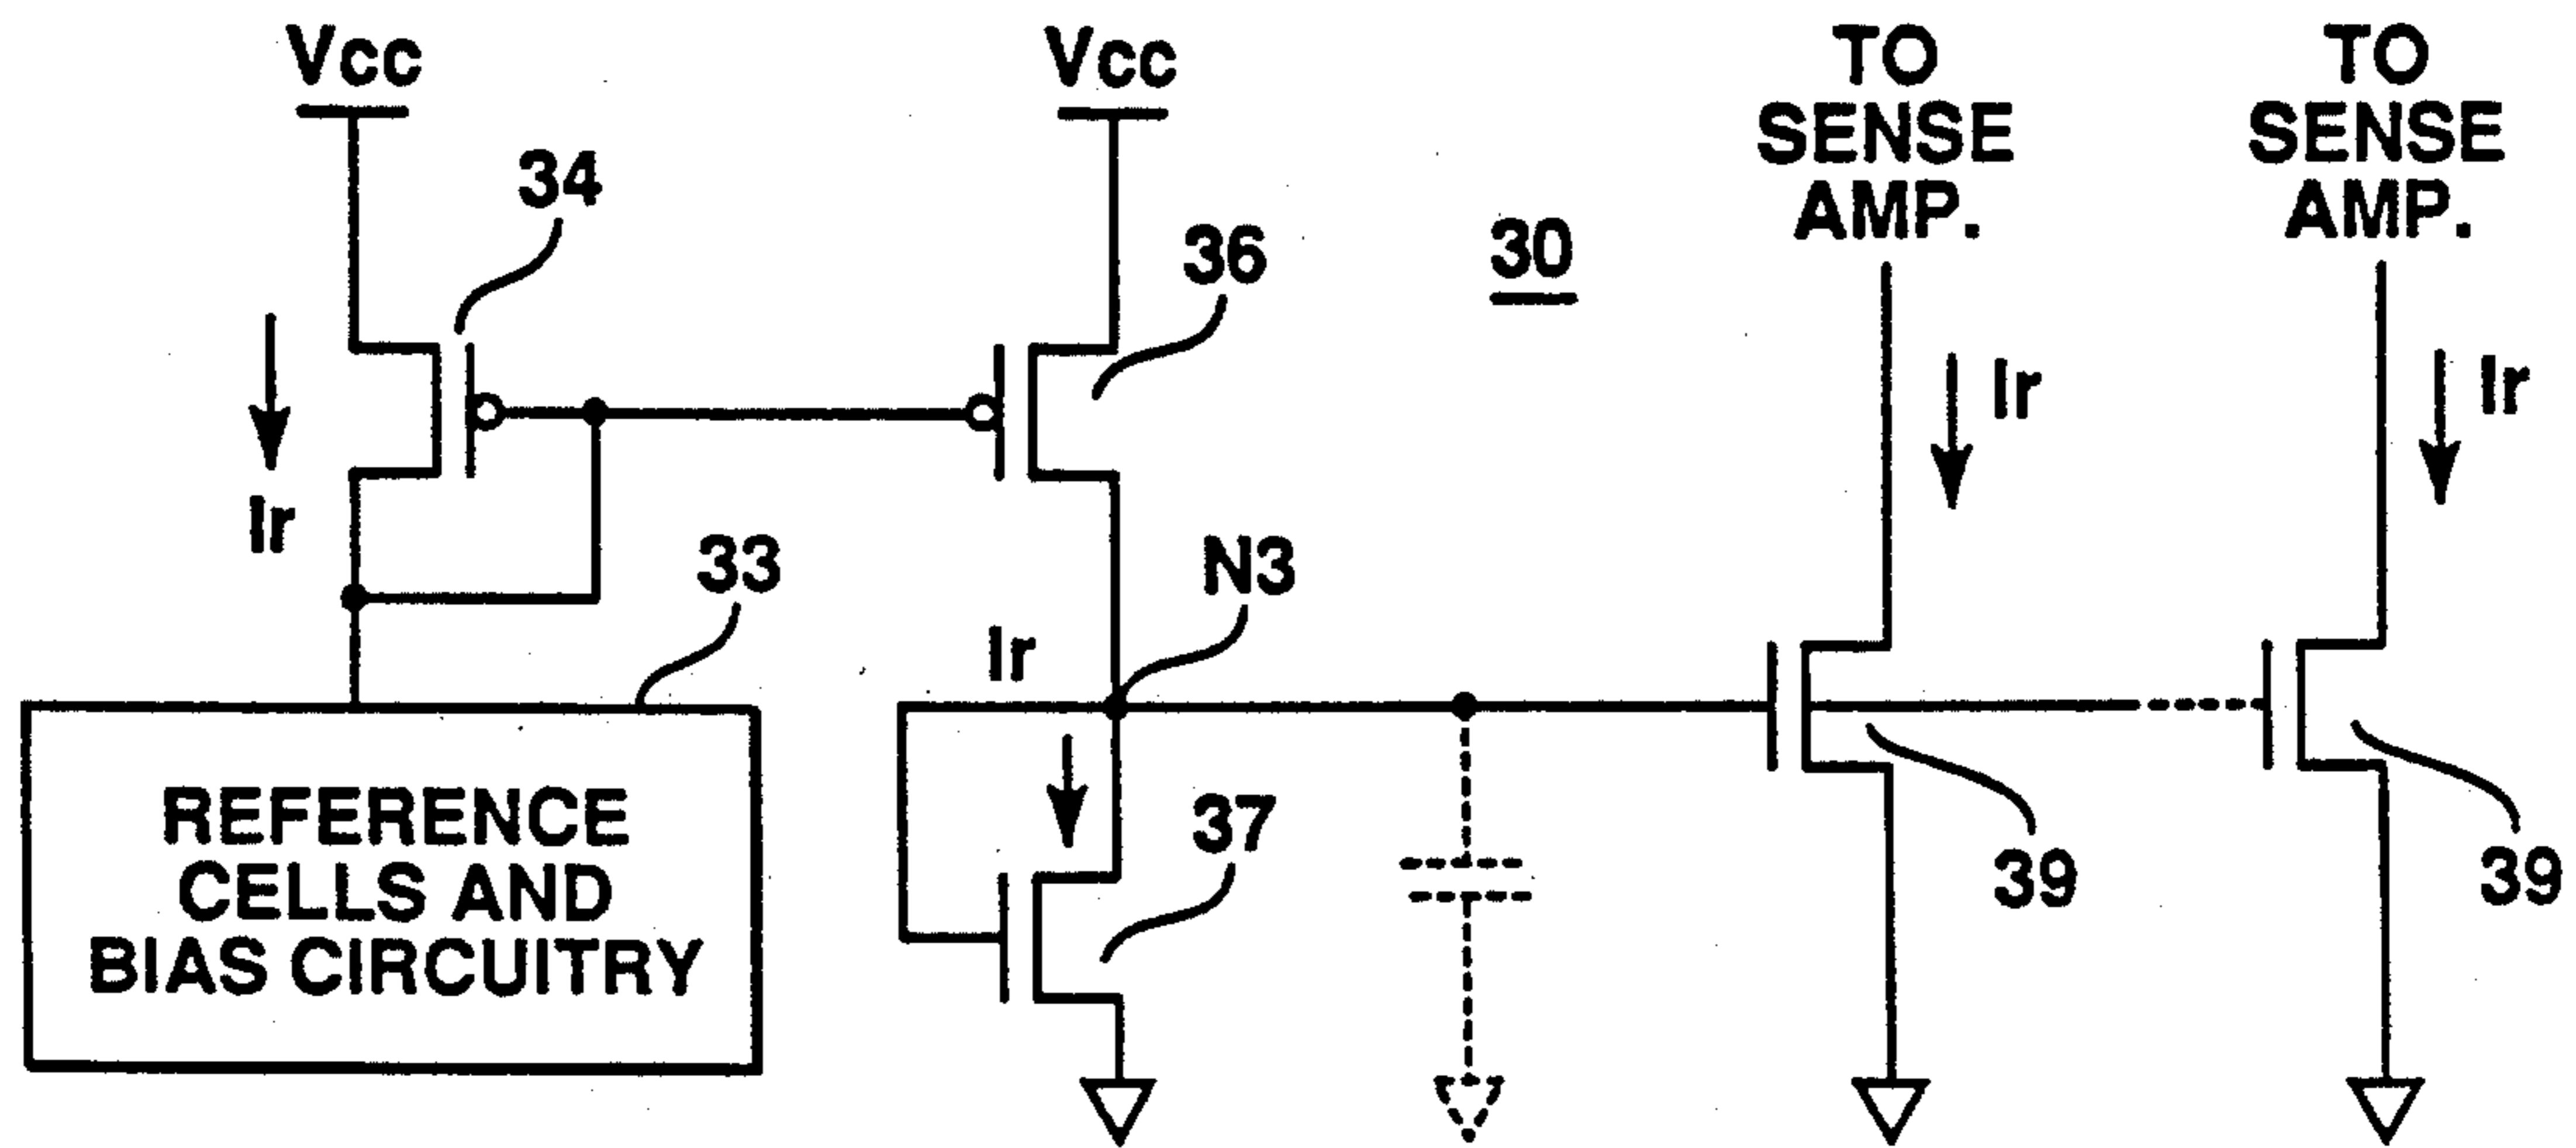 Vcc
Vcc
TO
SENSE
AMP.
TO
SENSE
AMP.
34
36
30
Ir
Ir
Ir
33
N3
Ir
REFERENCE
CELLS AND
BIAS CIRCUITRY
37
39
39